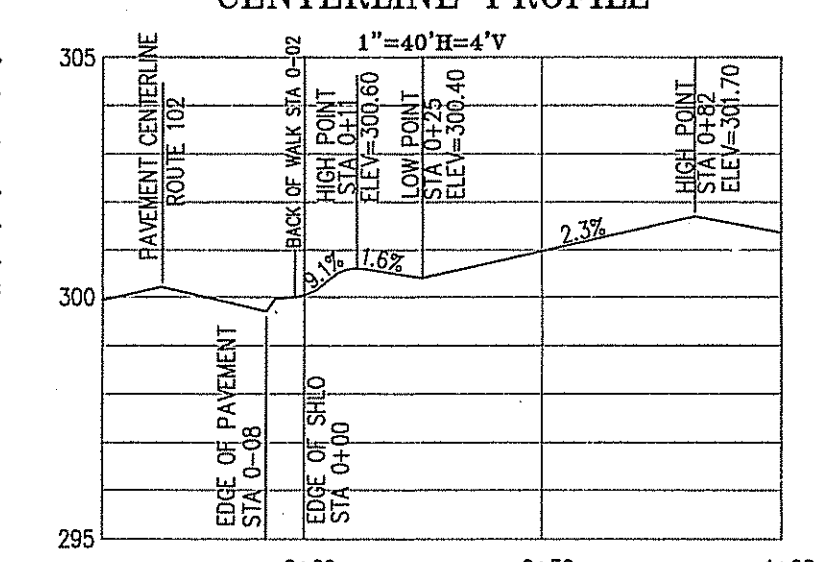 CENTERLINE PROFILE
1"=40'H=4'V
305
300
295
PAVEMENT CENTERLINE
ROUTE 102
BACK OF WALK STA 0-02
HIGH POINT
STA 0+11
ELEV=300.60
LOW POINT
STA 0+25
ELEV=300.40
HIGH POINT
STA 0+82
ELEV=301.70
9.1%
1.6%
2.3%
EDGE OF PAVEMENT
STA 0-08
EDGE OF SHLO
STA 0+00